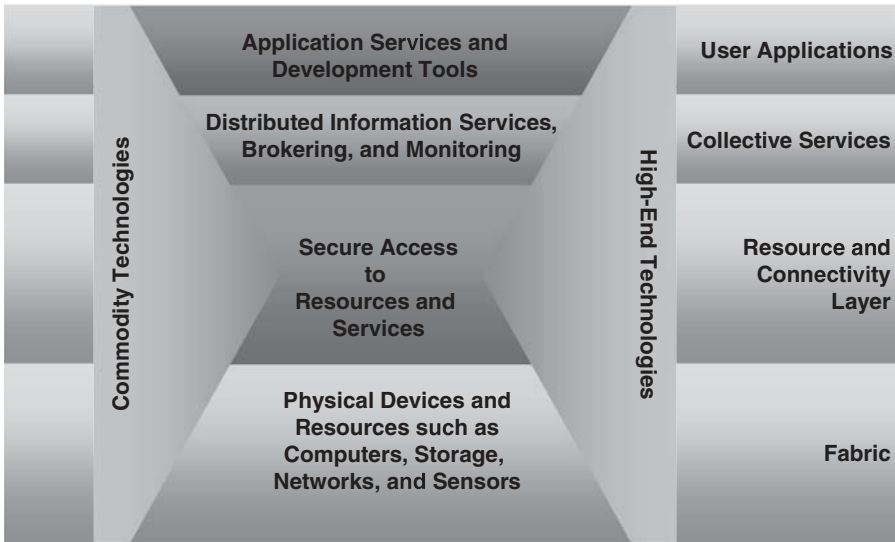 Application Services and
Development Tools
User Applications
Distributed Information Services,
Brokering, and Monitoring
Collective Services
Commodity Technologies
High-End Technologies
Secure Access
to
Resources and
Services
Resource and
Connectivity
Layer
Physical Devices and
Resources such as
Computers, Storage,
Networks, and Sensors
Fabric